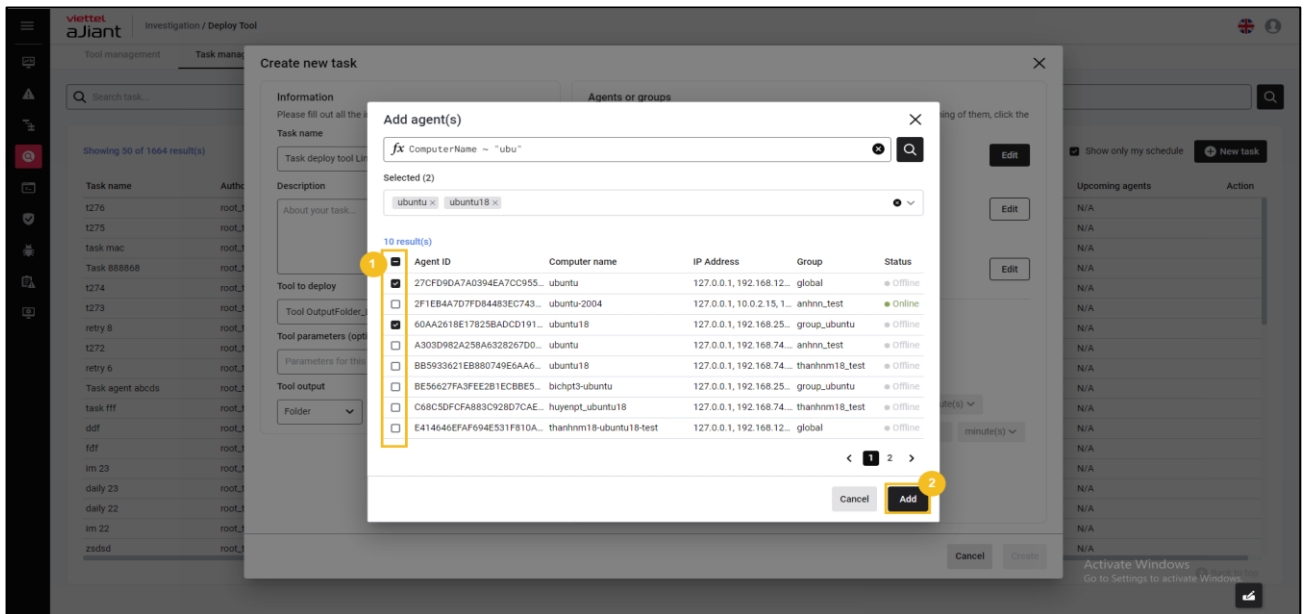 viettel
aJiant
Investigation / Deploy Tool
Tool management
Task manag
Search task...
Showing 50 of 1664 result(s)
Show only my schedule
New task
Task name
Autho
Upcoming agents
Action
t276
root_t
N/A
t275
root_t
N/A
task mac
root_t
N/A
Task 888868
root_t
N/A
t274
root_t
N/A
t273
root_t
N/A
retry 8
root_t
N/A
t272
root_t
N/A
retry 6
root_t
N/A
Task agent abcds
root_t
N/A
task fff
root_t
N/A
ddf
root_t
N/A
fdf
root_t
N/A
im 23
root_t
N/A
daily 23
root_t
N/A
daily 22
root_t
N/A
im 22
root_t
N/A
zsdsd
root_t
N/A
Create new task
Information
Please fill out all the i
Task name
Task deploy tool Lin
Description
About your task...
Tool to deploy
Tool OutputFolder_
Tool parameters (opti
Parameters for this
Tool output
Folder
Agents or groups
ning of them, click the
Edit
Edit
Edit
ute(s)
minute(s)
Cancel
Create
Add agent(s)
fx ComputerName ~ "ubu"
Selected (2)
ubuntu × ubuntu18 ×
10 result(s)
1
Agent ID Computer name IP Address Group Status
27CFD9DA7A0394EA7CC955... ubuntu 127.0.0.1, 192.168.12... global Offline
2F1EB4A7D7FD84483EC743... ubuntu-2004 127.0.0.1, 10.0.2.15, 1... anhnn_test Online
60AA2618E17825BADCD191... ubuntu18 127.0.0.1, 192.168.25... group_ubuntu Offline
A303D982A258A6328267D0... ubuntu 127.0.0.1, 192.168.74.... anhnn_test Offline
BB5933621EB880749E6AA6... ubuntu18 127.0.0.1, 192.168.74.... thanhnm18_test Offline
BE56627FA3FEE2B1ECBBE5... bichpt3-ubuntu 127.0.0.1, 192.168.25... group_ubuntu Offline
C68C5DFCFA883C928D7CAE... huyenpt_ubuntu18 127.0.0.1, 192.168.74.... thanhnm18_test Offline
E414646EFAF694E531F810A... thanhnm18-ubuntu18-test 127.0.0.1, 192.168.12... global Offline
1 2
2
Cancel
Add
Activate Windows
Go to Settings to activate Windows.